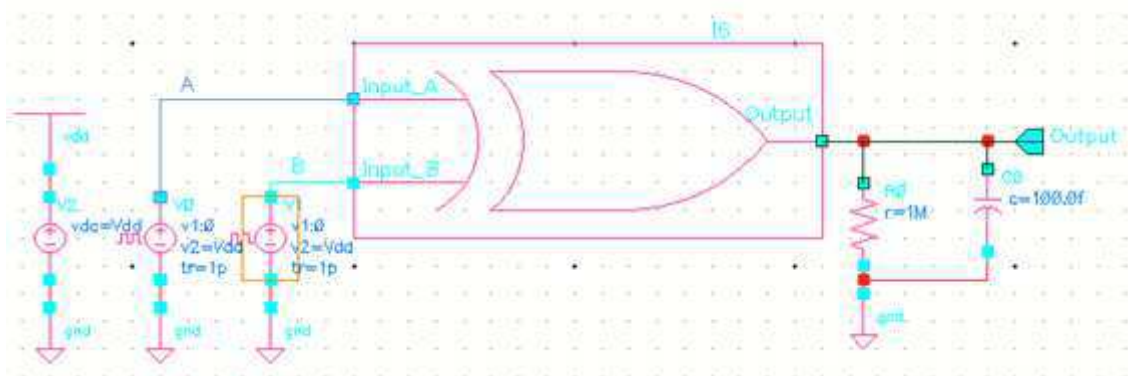 I6
A
Input_A
Output
Output
vdd
B
Input_B
V2
vdc=Vdd
V0
v1:0
v2=Vdd
tr=1p
v1:0
v2=Vdd
tr=1p
R0
r=1M
C0
c=100.0f
gnd
gnd
gnd
gnd